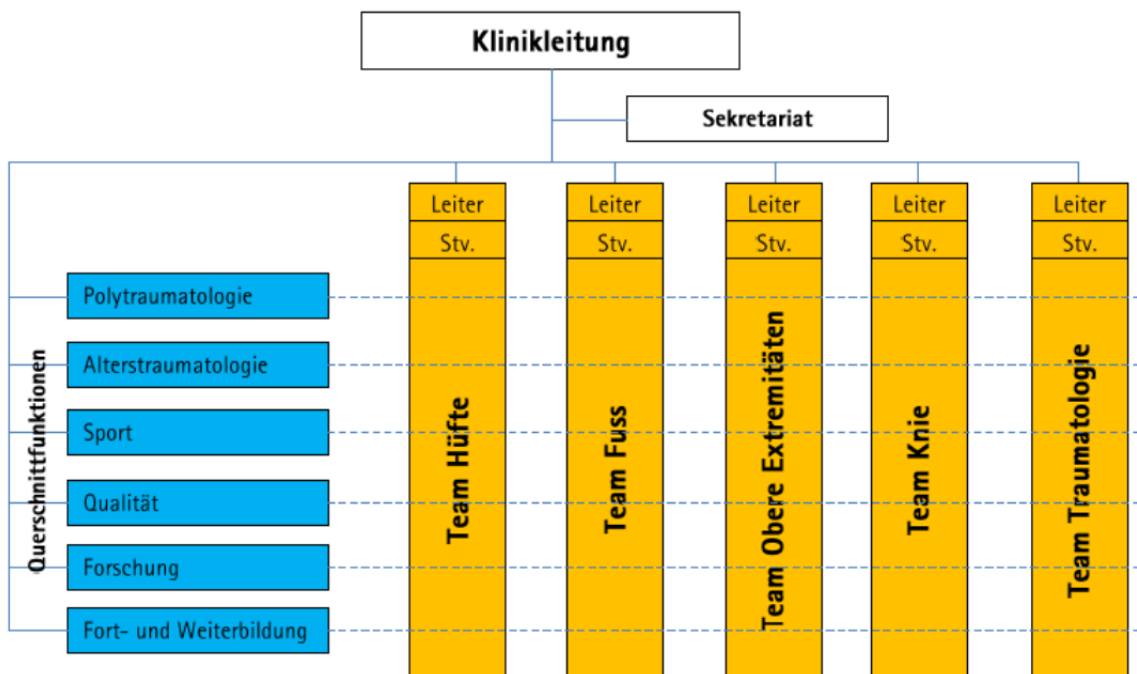 Klinikleitung
Sekretariat
Leiter
Leiter
Leiter
Leiter
Leiter
Stv.
Stv.
Stv.
Stv.
Stv.
Querschnittfunktionen
Polytraumatologie
Alterstraumatologie
Sport
Qualität
Forschung
Fort- und Weiterbildung
Team Hüfte
Team Fuss
Team Obere Extremitäten
Team Knie
Team Traumatologie